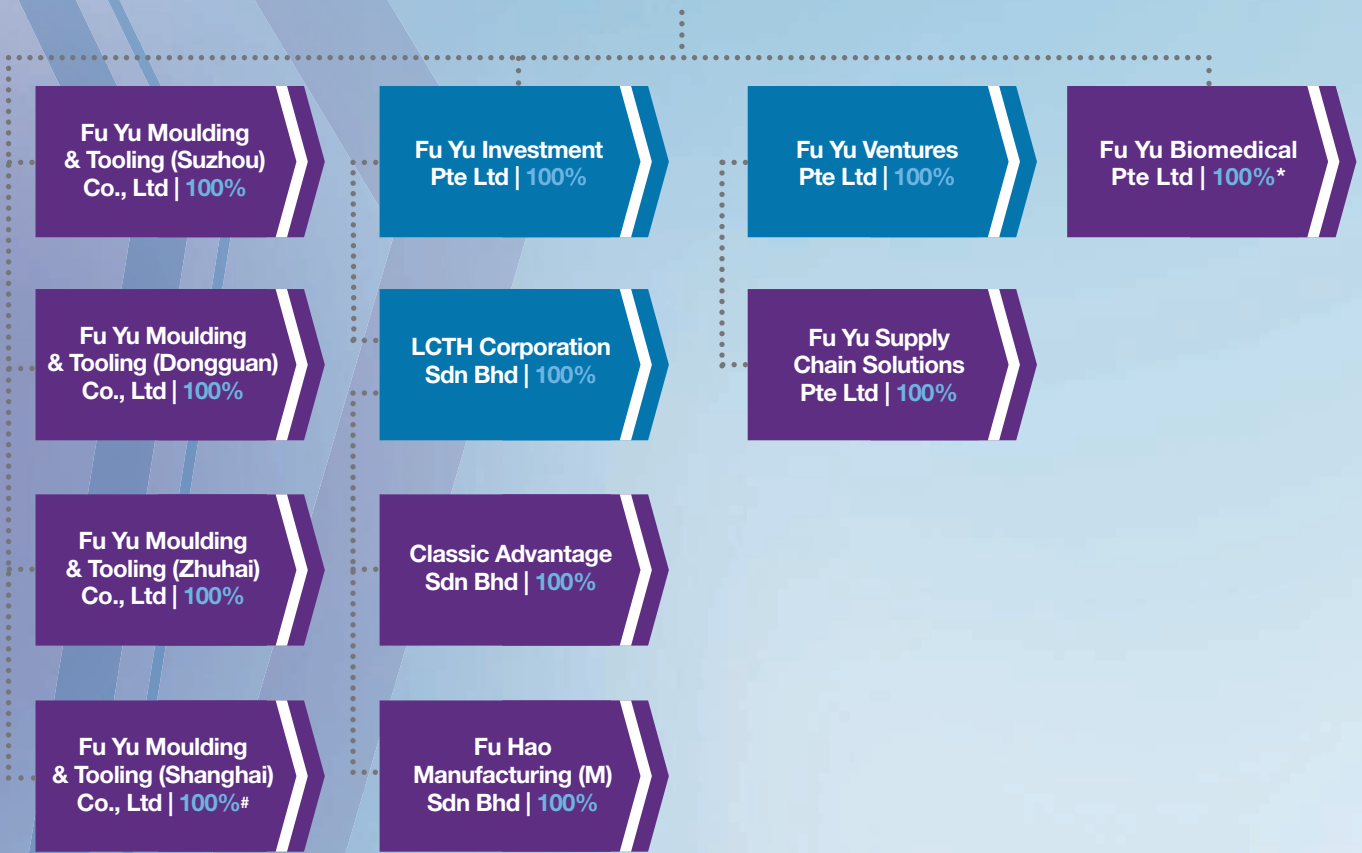 Fu Yu Moulding
& Tooling (Suzhou)
Co., Ltd | 100%
Fu Yu Investment
Pte Ltd | 100%
Fu Yu Ventures
Pte Ltd | 100%
Fu Yu Biomedical
Pte Ltd | 100%*
Fu Yu Moulding
& Tooling (Dongguan)
Co., Ltd | 100%
LCTH Corporation
Sdn Bhd | 100%
Fu Yu Supply
Chain Solutions
Pte Ltd | 100%
Fu Yu Moulding
& Tooling (Zhuhai)
Co., Ltd | 100%
Classic Advantage
Sdn Bhd | 100%
Fu Yu Moulding
& Tooling (Shanghai)
Co., Ltd | 100%#
Fu Hao
Manufacturing (M)
Sdn Bhd | 100%